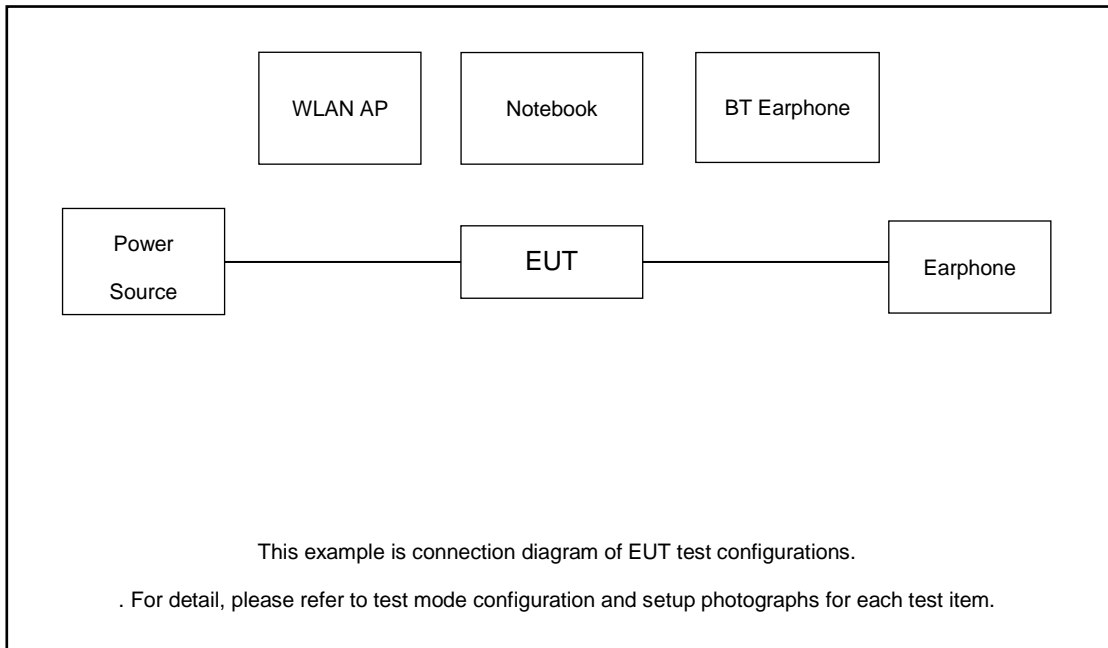 WLAN AP
Notebook
BT Earphone
Power
Source
EUT
Earphone
This example is connection diagram of EUT test configurations.
. For detail, please refer to test mode configuration and setup photographs for each test item.